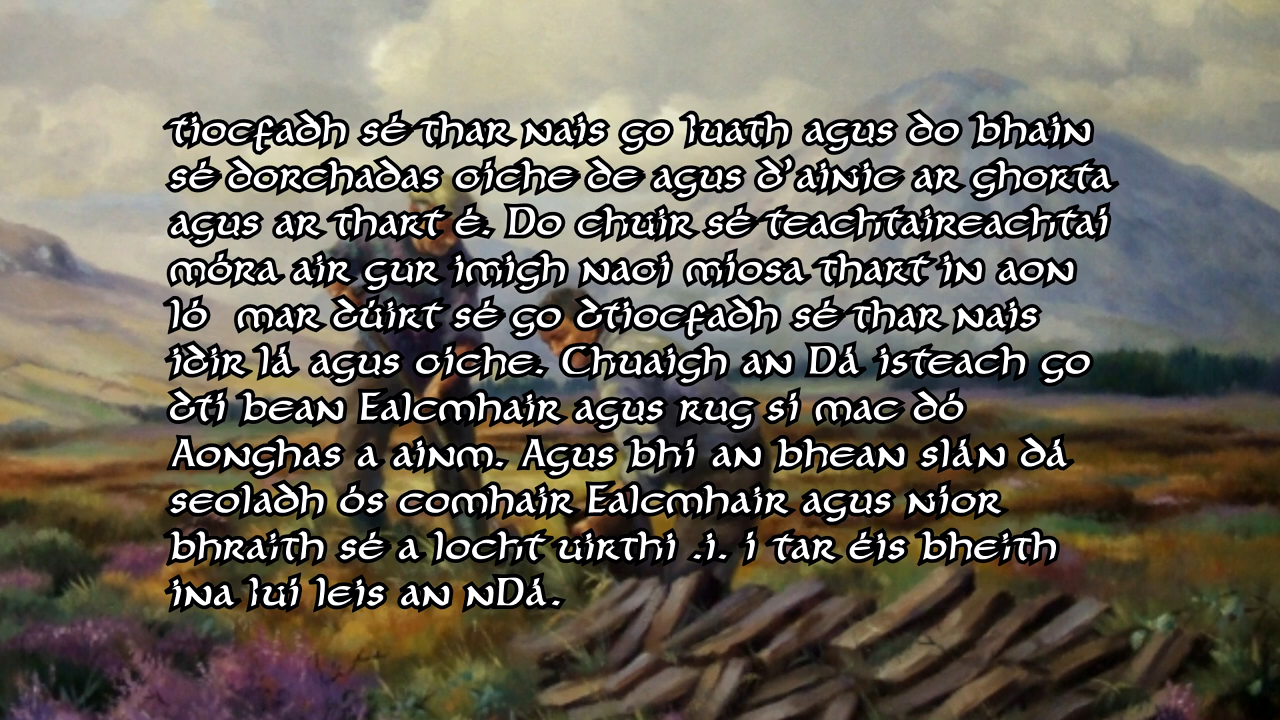 tiocfadh sé thar nais go luath agus do bhain
sé dorchadas oíche de agus d'ainic ar ghorta
agus ar thart é. Do chuir sé teachtaireachtaí
móra air gur imigh naoi míosa thart in aon
ló  mar dúirt sé go dtiocfadh sé thar nais
idir lá agus oíche. Chuaigh an Dá isteach go
dtí bean Ealcmhair agus rug sí mac dó
Aonghas a ainm. Agus bhí an bhean slán dá
seoladh ós comhair Ealcmhair agus níor
bhraith sé a locht uirthi .i. í tar éis bheith
ina luí leis an nDá.